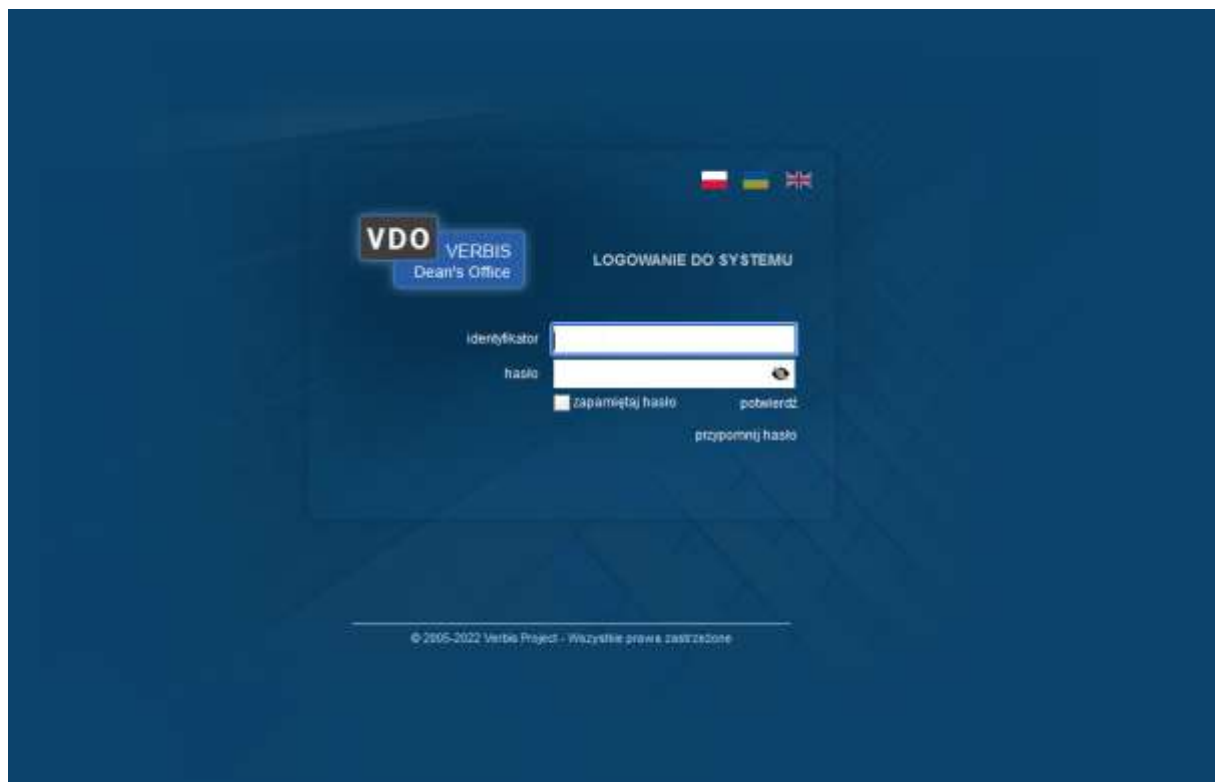 VDO
VERBIS
Dean's Office
LOGOWANIE DO SYSTEMU
identyfikator
hasło
zapamiętaj hasło potwierdź
przypomnij hasło
© 2005-2022 Verbis Project - Wszystkie prawa zastrzeżone